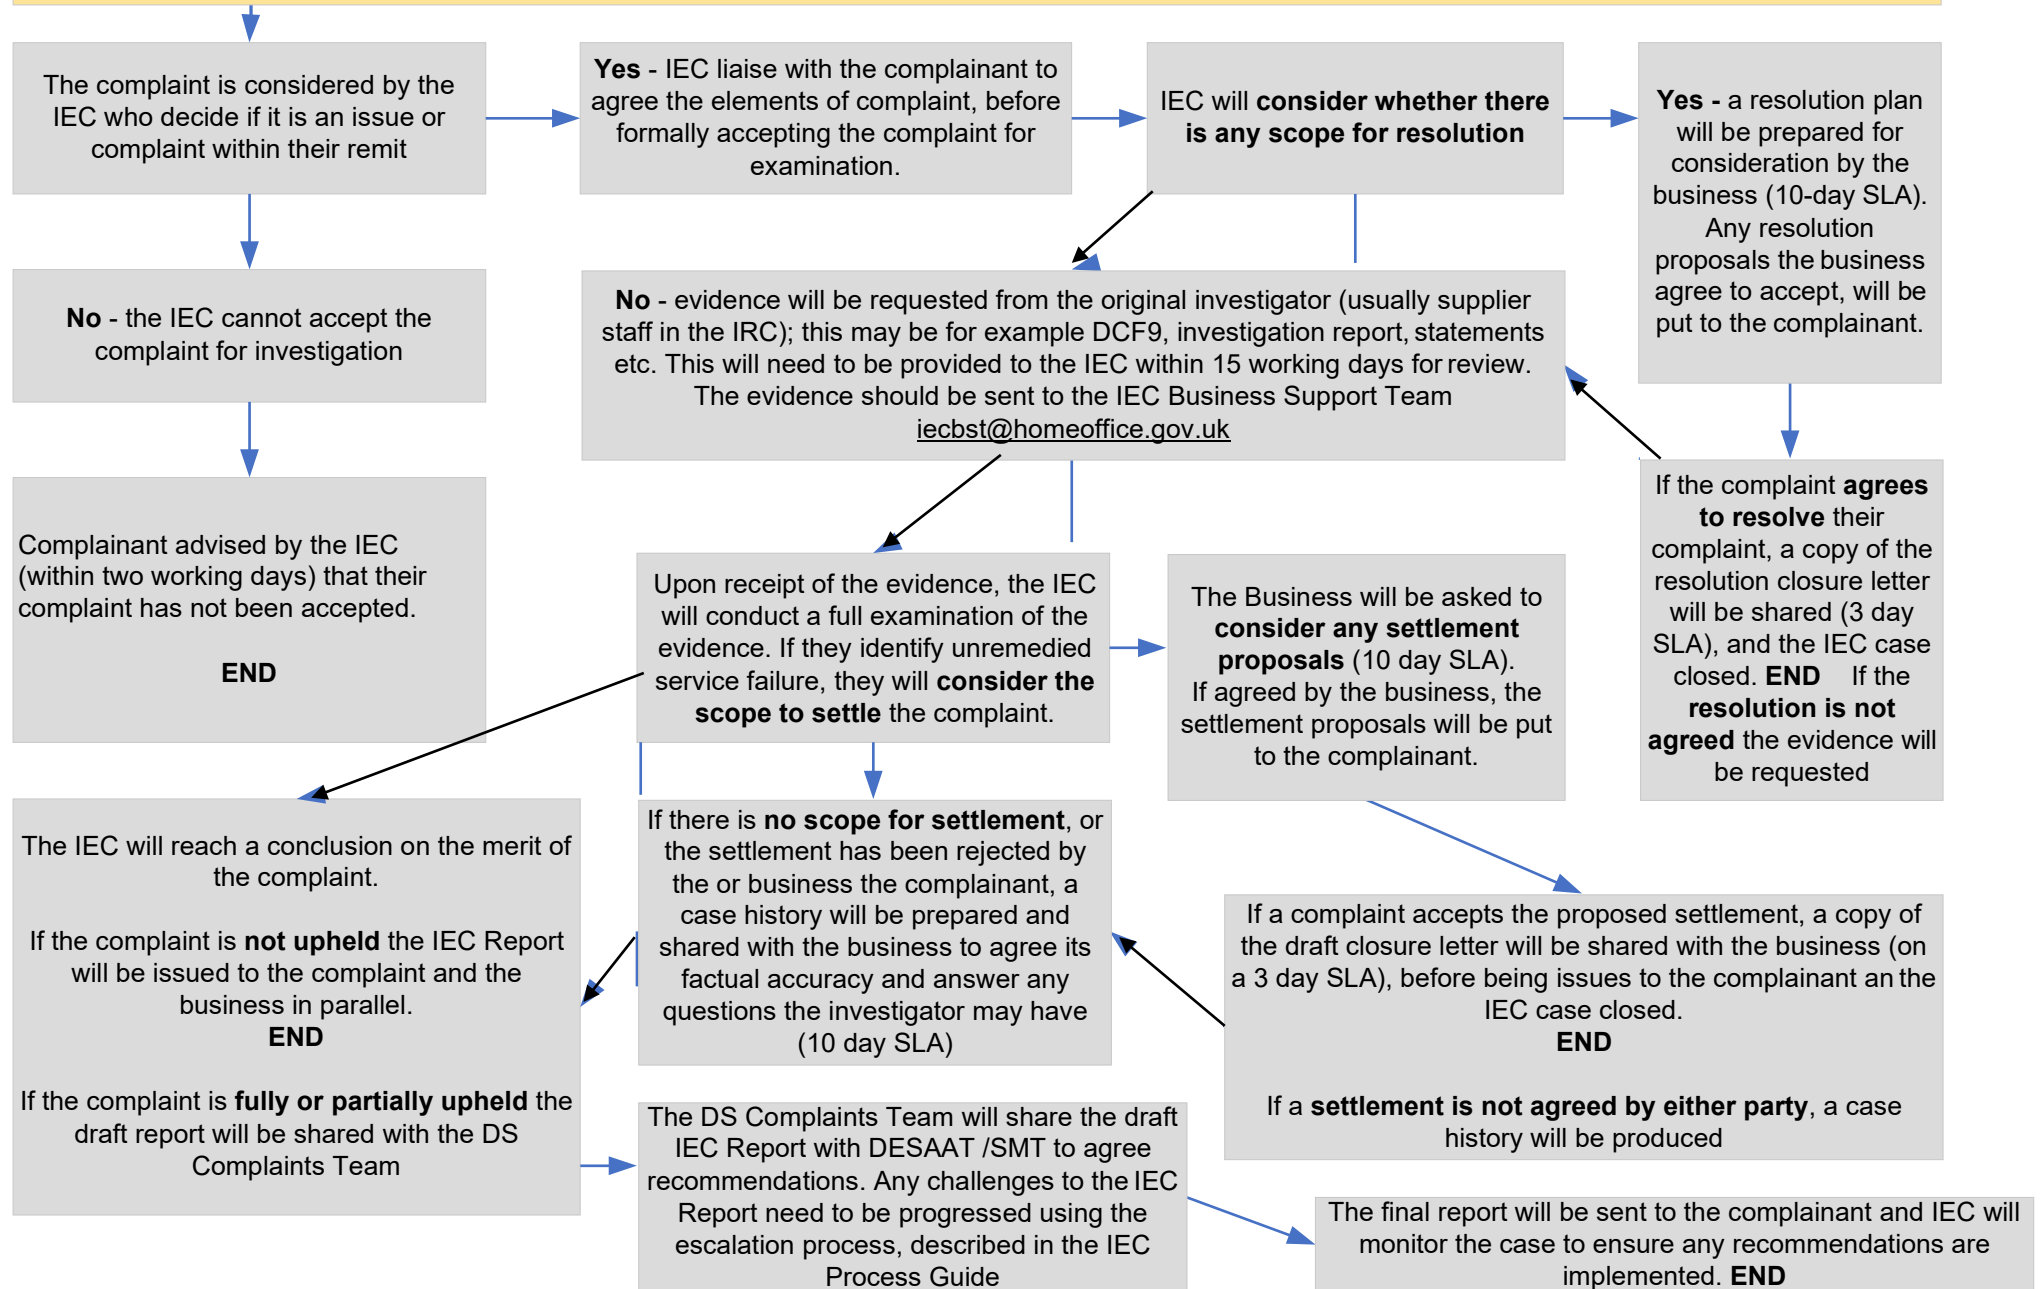 The complaint is considered by the
IEC who decide if it is an issue or
complaint within their remit
Yes - IEC liaise with the complainant to
agree the elements of complaint, before
formally accepting the complaint for
examination.
IEC will consider whether there
is any scope for resolution
Yes - a resolution plan
will be prepared for
consideration by the
business (10-day SLA).
Any resolution
proposals the business
agree to accept, will be
put to the complainant.
No - the IEC cannot accept the
complaint for investigation
No - evidence will be requested from the original investigator (usually supplier
staff in the IRC); this may be for example DCF9, investigation report, statements
etc. This will need to be provided to the IEC within 15 working days for review.
The evidence should be sent to the IEC Business Support Team
iecbst@homeoffice.gov.uk
If the complaint agrees
to resolve their
complaint, a copy of the
resolution closure letter
will be shared (3 day
SLA), and the IEC case
closed. END If the
resolution is not
agreed the evidence will
be requested
Complainant advised by the IEC
(within two working days) that their
complaint has not been accepted.
END
Upon receipt of the evidence, the IEC
will conduct a full examination of the
evidence. If they identify unremedied
service failure, they will consider the
scope to settle the complaint.
The Business will be asked to
consider any settlement
proposals (10 day SLA).
If agreed by the business, the
settlement proposals will be put
to the complainant.
The IEC will reach a conclusion on the merit of
the complaint.
If the complaint is not upheld the IEC Report
will be issued to the complaint and the
business in parallel.
END
If the complaint is fully or partially upheld the
draft report will be shared with the DS
Complaints Team
If there is no scope for settlement, or
the settlement has been rejected by
the or business the complainant, a
case history will be prepared and
shared with the business to agree its
factual accuracy and answer any
questions the investigator may have
(10 day SLA)
If a complaint accepts the proposed settlement, a copy of
the draft closure letter will be shared with the business (on
a 3 day SLA), before being issues to the complainant an the
IEC case closed.
END
If a settlement is not agreed by either party, a case
history will be produced
The DS Complaints Team will share the draft
IEC Report with DESAAT /SMT to agree
recommendations. Any challenges to the IEC
Report need to be progressed using the
escalation process, described in the IEC
Process Guide
The final report will be sent to the complainant and IEC will
monitor the case to ensure any recommendations are
implemented. END